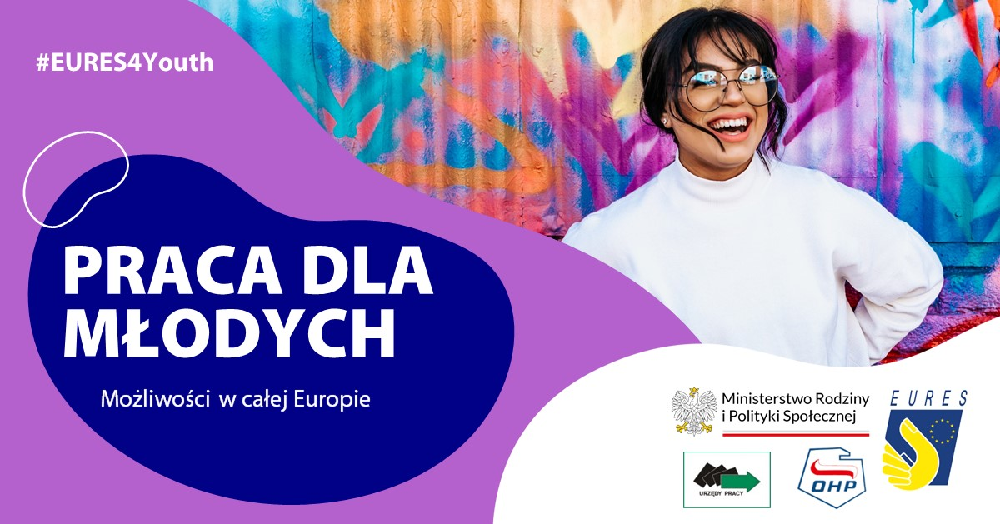 #EURES4Youth
PRACA DLA
MŁODYCH
Możliwości w całej Europie
Ministerstwo Rodziny
i Polityki Społecznej
EURES
URZĘDY PRACY
OHP